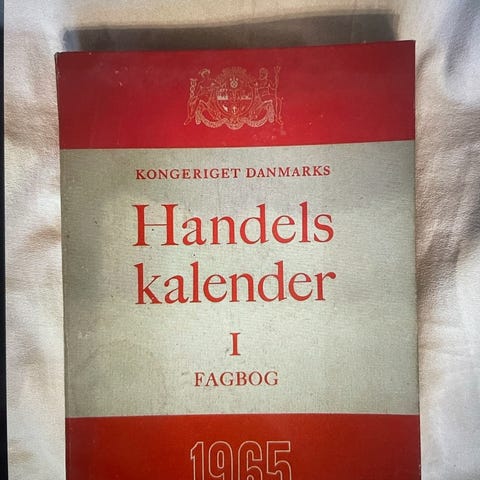 KONGERIGET DANMARKS
Handels
kalender
I
FAGBOG
1965